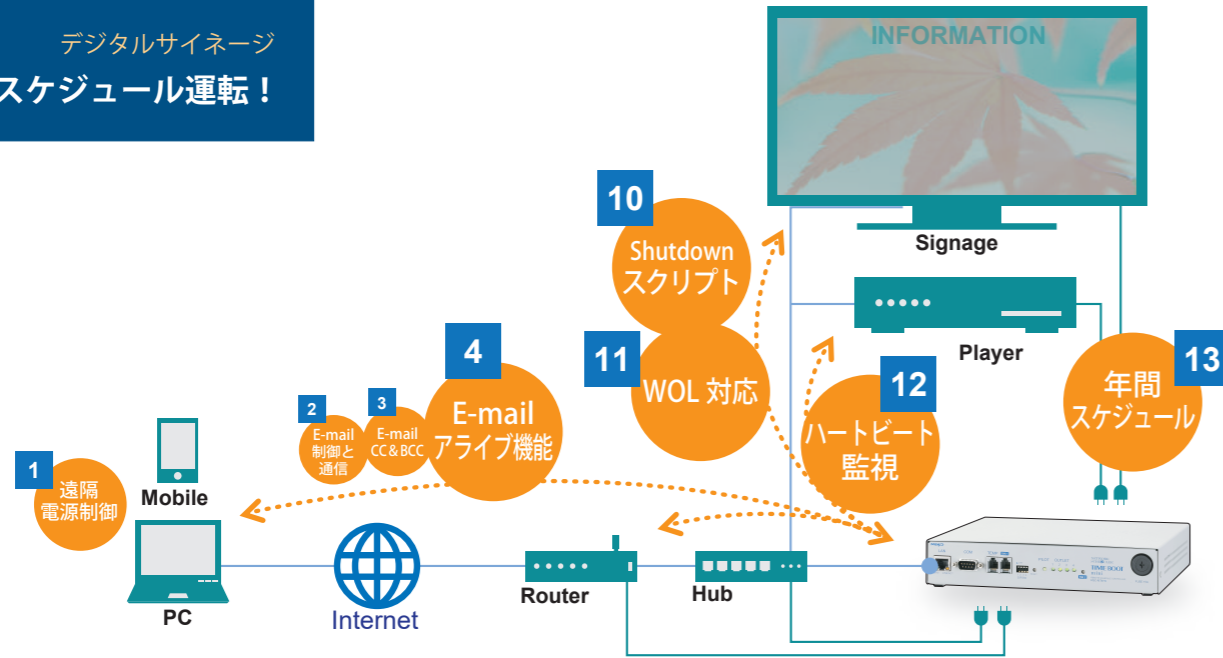 デジタルサイネージ
スケジュール運転！
INFORMATION
Signage
10
Shutdown
スクリプト
11
WOL 対応
Player
13
年間
スケジュール
12
ハートビート
監視
4
E-mail
アライブ機能
3
E-mail
CC＆BCC
2
E-mail
制御と
通信
1
遠隔
電源制御
Mobile
PC
Internet
Router
Hub
TIME BOOT